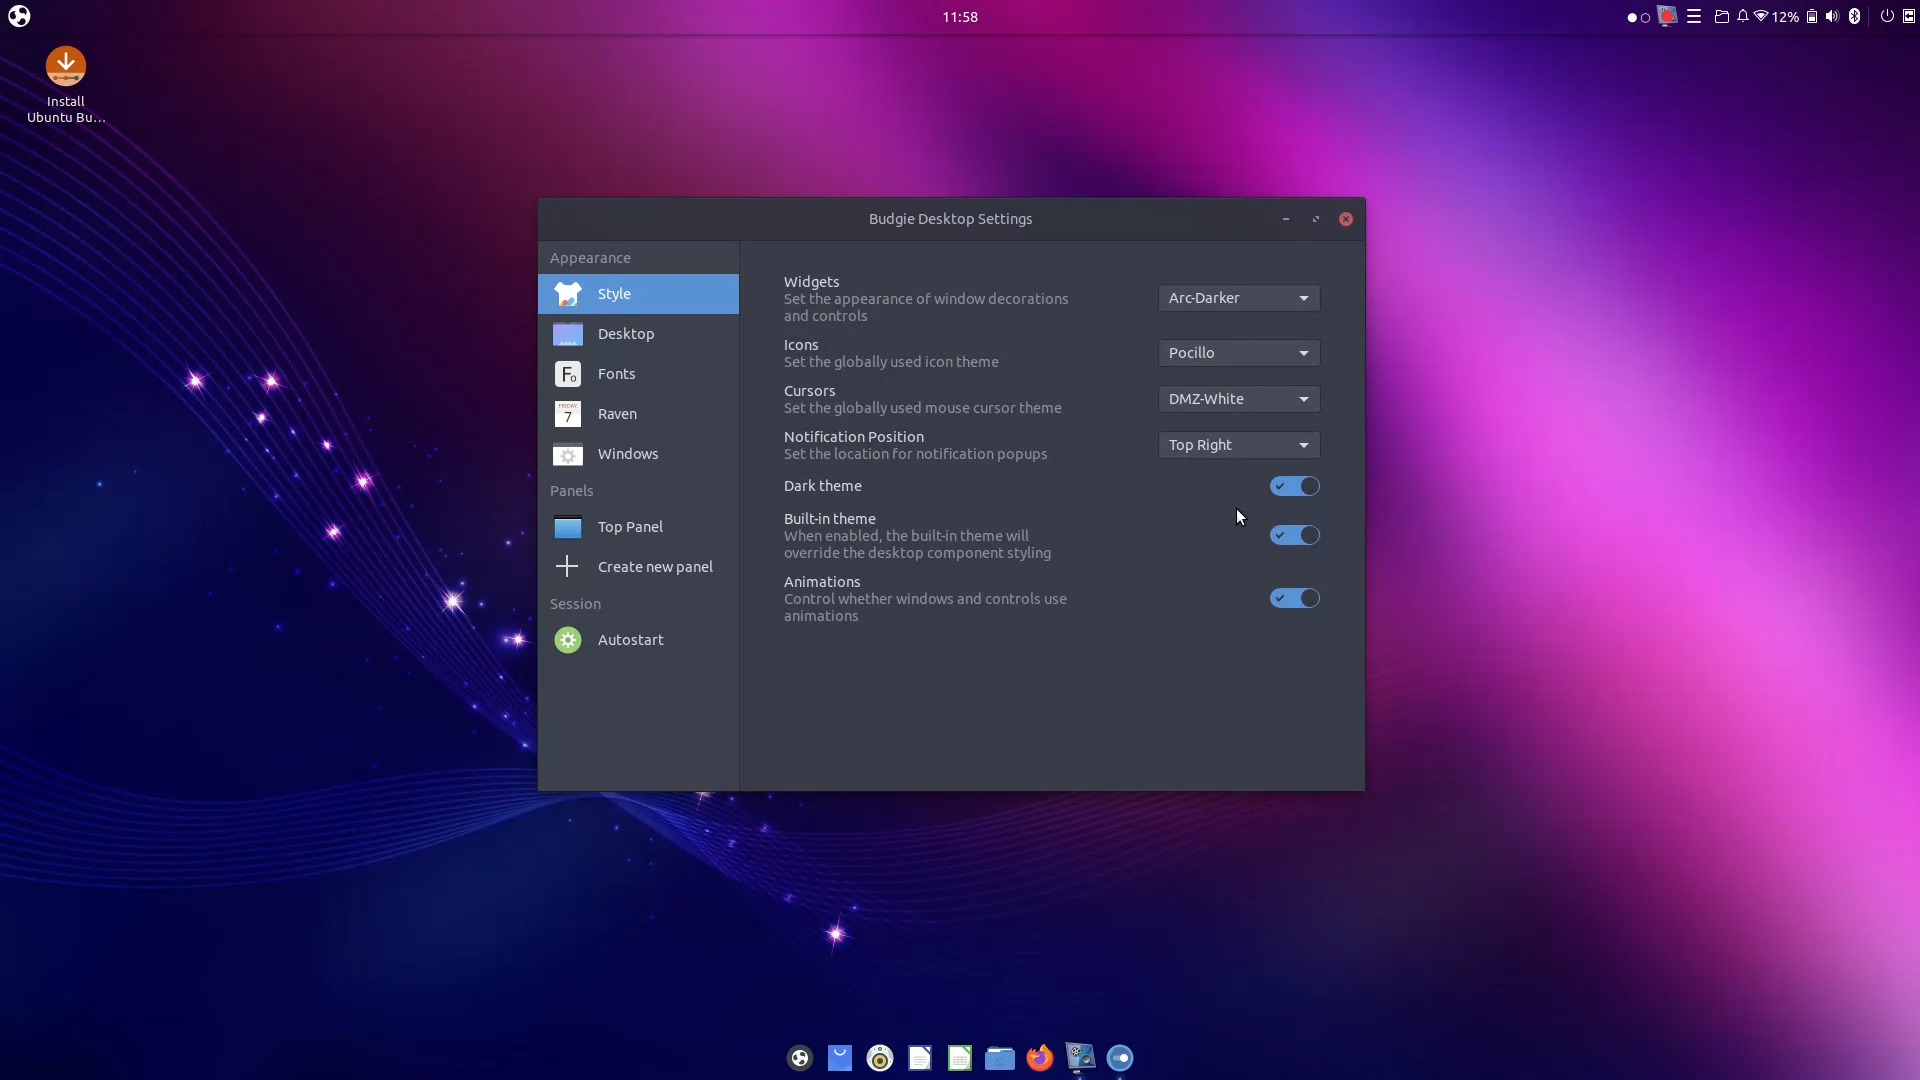 11:58
12%
Install
Ubuntu Bu...
Budgie Desktop Settings
Appearance
Style
Desktop
Fonts
Raven
Windows
Panels
Top Panel
Create new panel
Session
Autostart
Widgets
Set the appearance of window decorations
and controls
Arc-Darker
Icons
Set the globally used icon theme
Pocillo
Cursors
Set the globally used mouse cursor theme
DMZ-White
Notification Position
Set the location for notification popups
Top Right
Dark theme
Built-in theme
When enabled, the built-in theme will
override the desktop component styling
Animations
Control whether windows and controls use
animations
Fo
FRIDAY
7